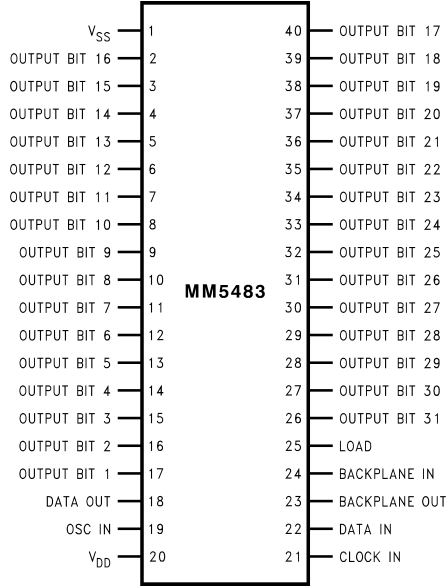 VSS 1 40 OUTPUT BIT 17
OUTPUT BIT 16 2 39 OUTPUT BIT 18
OUTPUT BIT 15 3 38 OUTPUT BIT 19
OUTPUT BIT 14 4 37 OUTPUT BIT 20
OUTPUT BIT 13 5 36 OUTPUT BIT 21
OUTPUT BIT 12 6 35 OUTPUT BIT 22
OUTPUT BIT 11 7 34 OUTPUT BIT 23
OUTPUT BIT 10 8 33 OUTPUT BIT 24
OUTPUT BIT 9 9 32 OUTPUT BIT 25
OUTPUT BIT 8 10 31 OUTPUT BIT 26
MM5483
OUTPUT BIT 7 11 30 OUTPUT BIT 27
OUTPUT BIT 6 12 29 OUTPUT BIT 28
OUTPUT BIT 5 13 28 OUTPUT BIT 29
OUTPUT BIT 4 14 27 OUTPUT BIT 30
OUTPUT BIT 3 15 26 OUTPUT BIT 31
OUTPUT BIT 2 16 25 LOAD
OUTPUT BIT 1 17 24 BACKPLANE IN
DATA OUT 18 23 BACKPLANE OUT
OSC IN 19 22 DATA IN
VDD 20 21 CLOCK IN